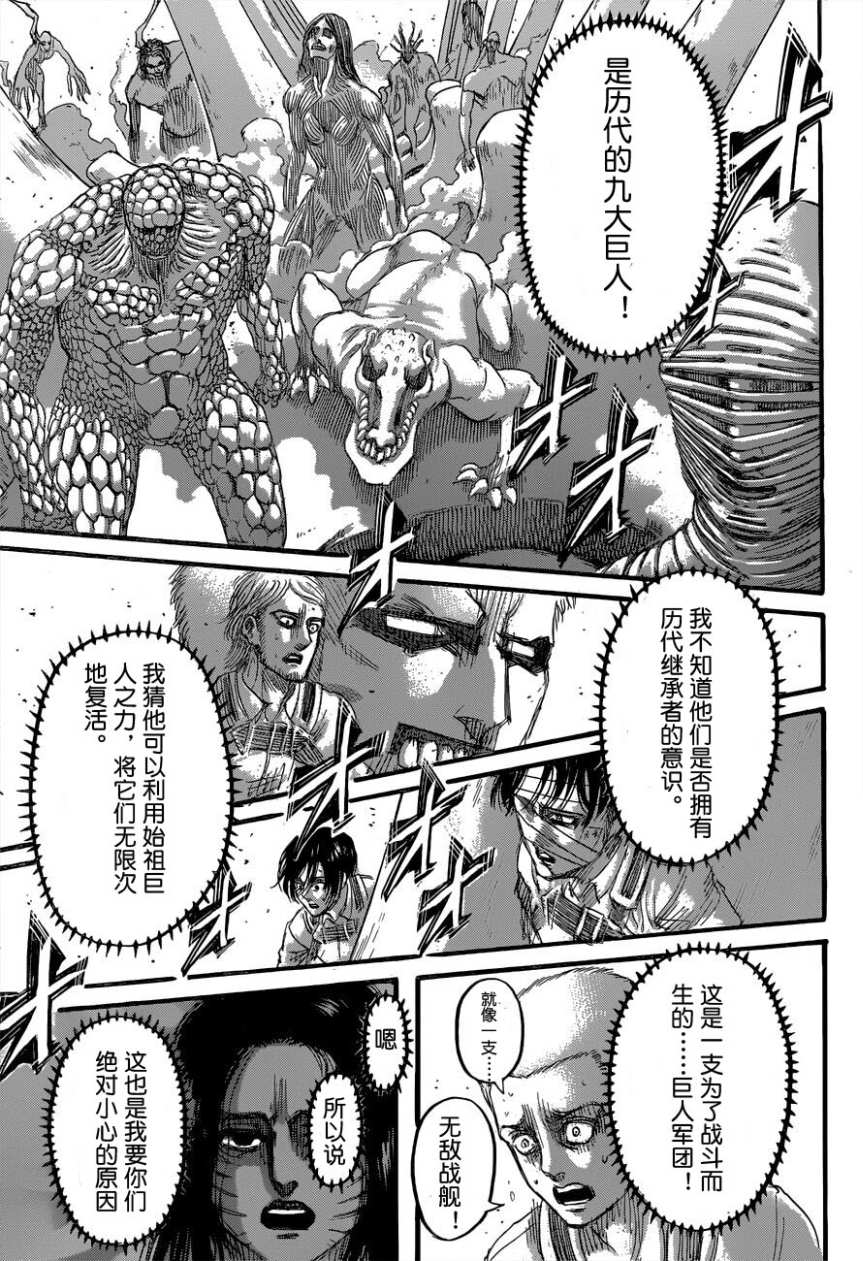 是历代的九大巨人！
我不知道他们是否拥有
历代继承者的意识。
我猜他可以利用始祖巨
人之力，将它们无限次
地复活。
这是一支为了战斗而
生的……巨人军团！
就像一支……
无敌战舰！
嗯
所以说
这也是我要你们
绝对小心的原因